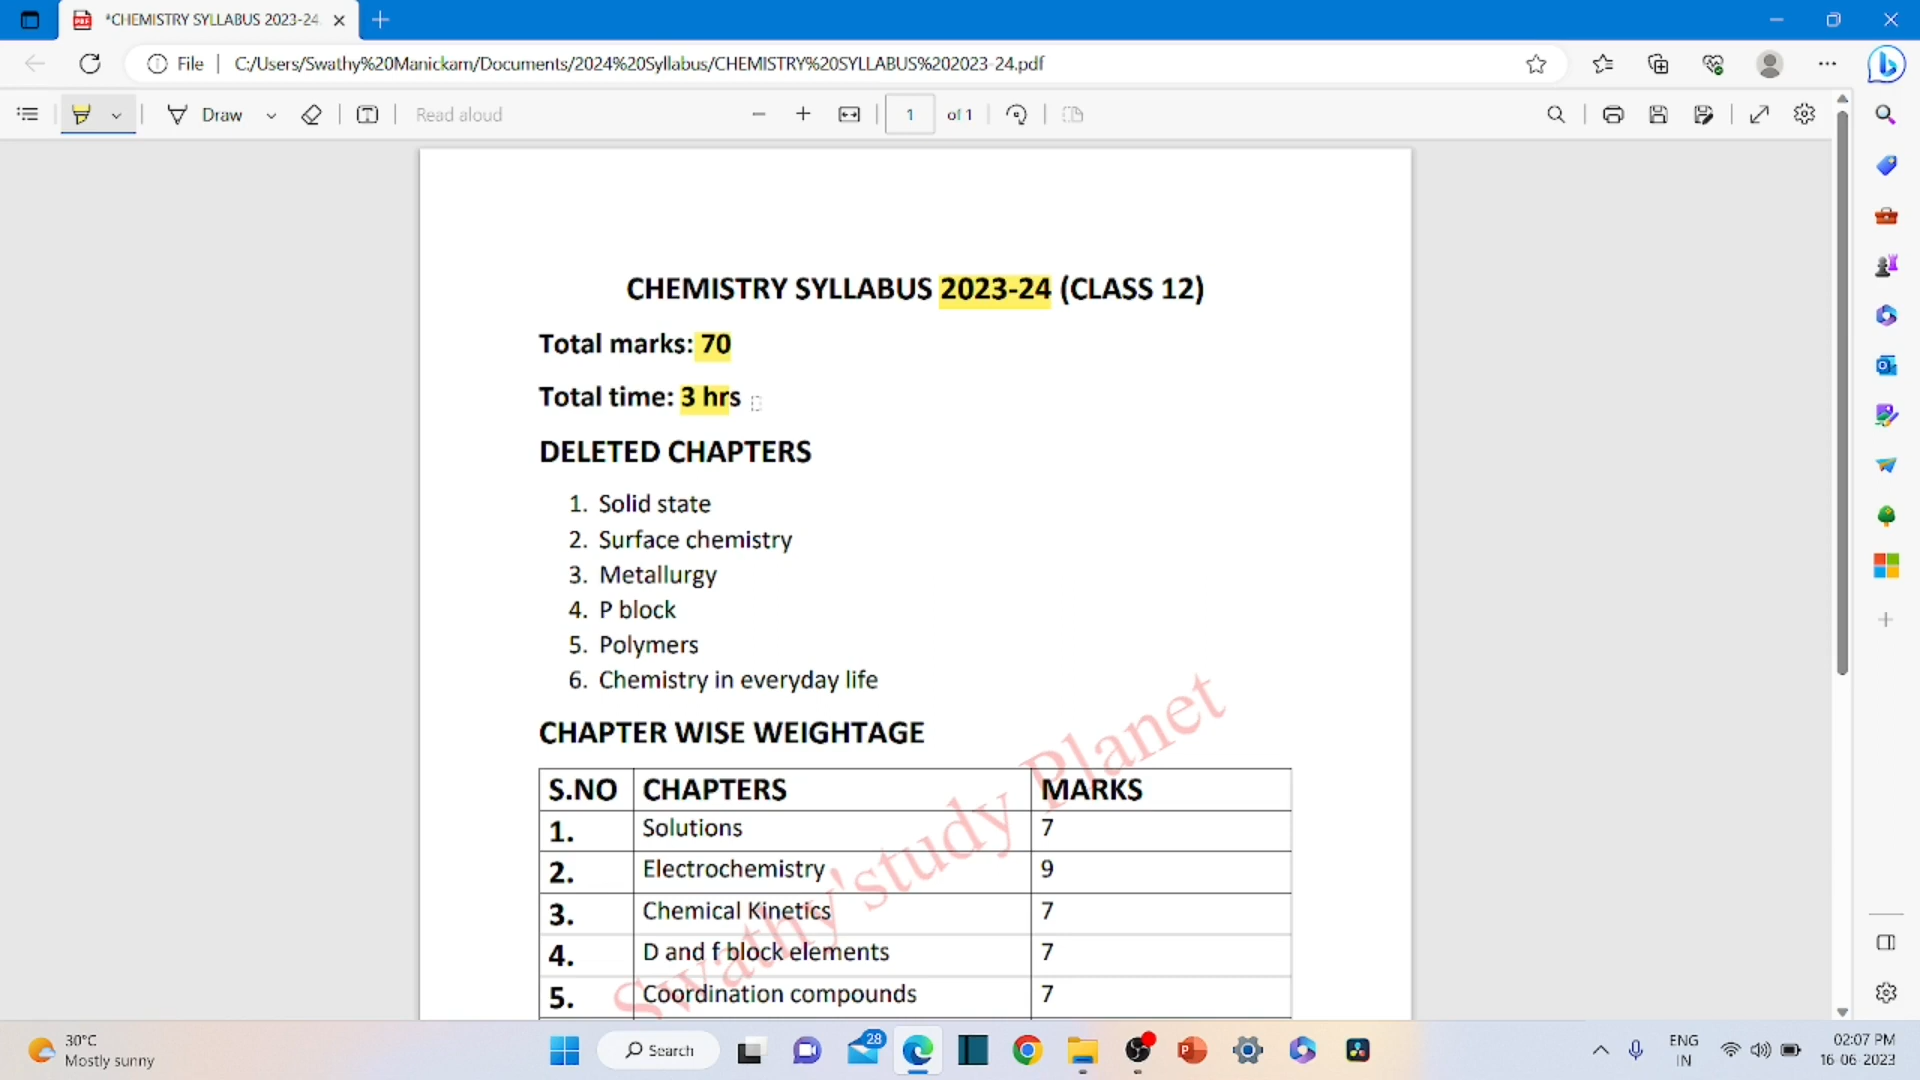 *CHEMISTRY SYLLABUS 2023-24
File
C:/Users/Swathy%20Manickam/Documents/2024%20Syllabus/CHEMISTRY%20SYLLABUS%202023-24.pdf
Draw
Read aloud
1 of 1
CHEMISTRY SYLLABUS 2023-24 (CLASS 12)
Total marks: 70
Total time: 3 hrs
DELETED CHAPTERS
1. Solid state
2. Surface chemistry
3. Metallurgy
4. P block
5. Polymers
6. Chemistry in everyday life
CHAPTER WISE WEIGHTAGE
S.NO CHAPTERS MARKS
1. Solutions 7
2. Electrochemistry 9
3. Chemical Kinetics 7
4. D and f block elements 7
5. Coordination compounds 7
Swathy'study Planet
30°C
Mostly sunny
Search
28
ENG
IN
02:07 PM
16-06-2023